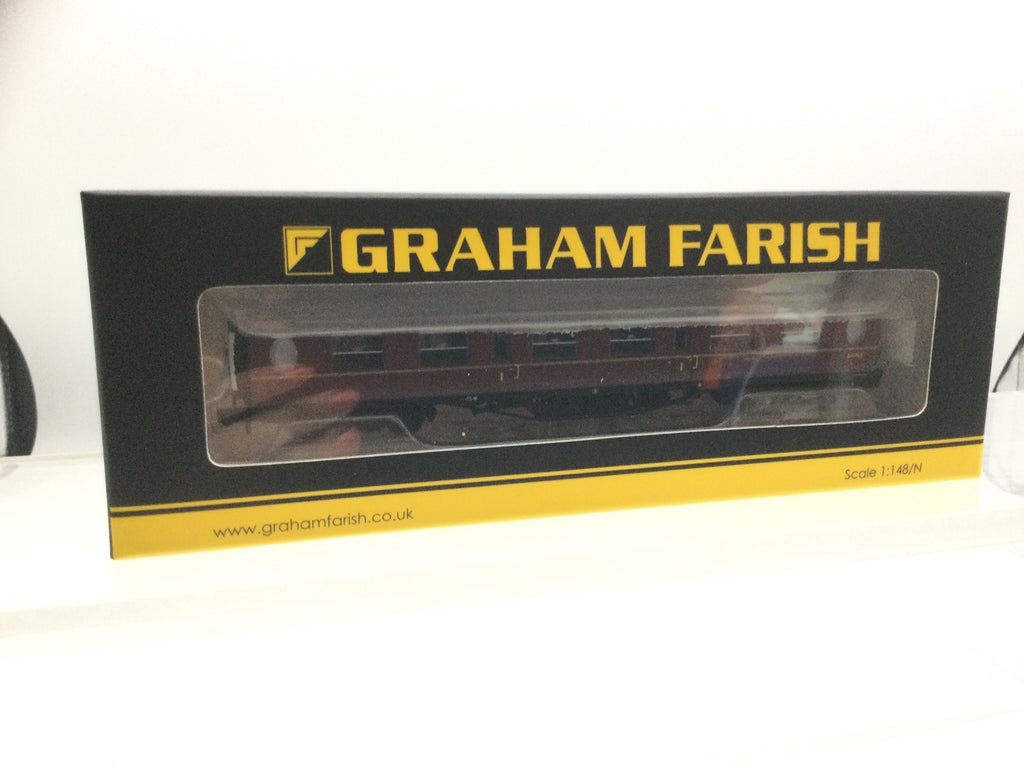 GRAHAM FARISH
Scale 1:148/N
www.grahamfarish.co.uk